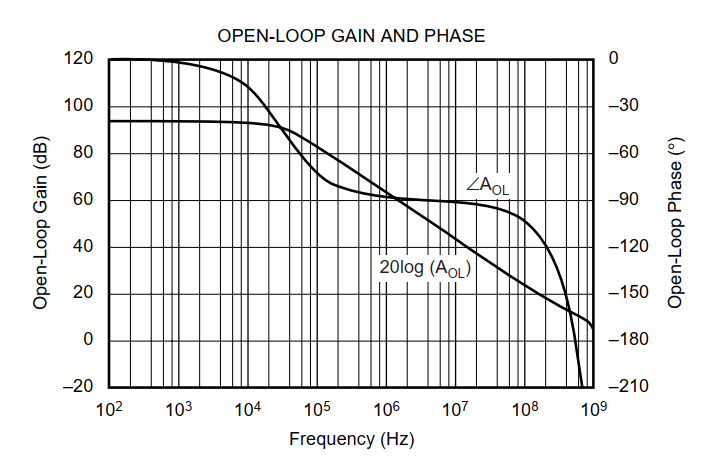 OPEN-LOOP GAIN AND PHASE
120
100
80
60
40
20
0
–20
Open-Loop Gain (dB)
0
–30
–60
–90
–120
–150
–180
–210
Open-Loop Phase (°)
∠A_OL
20log (A_OL)
10² 10³ 10⁴ 10⁵ 10⁶ 10⁷ 10⁸ 10⁹
Frequency (Hz)